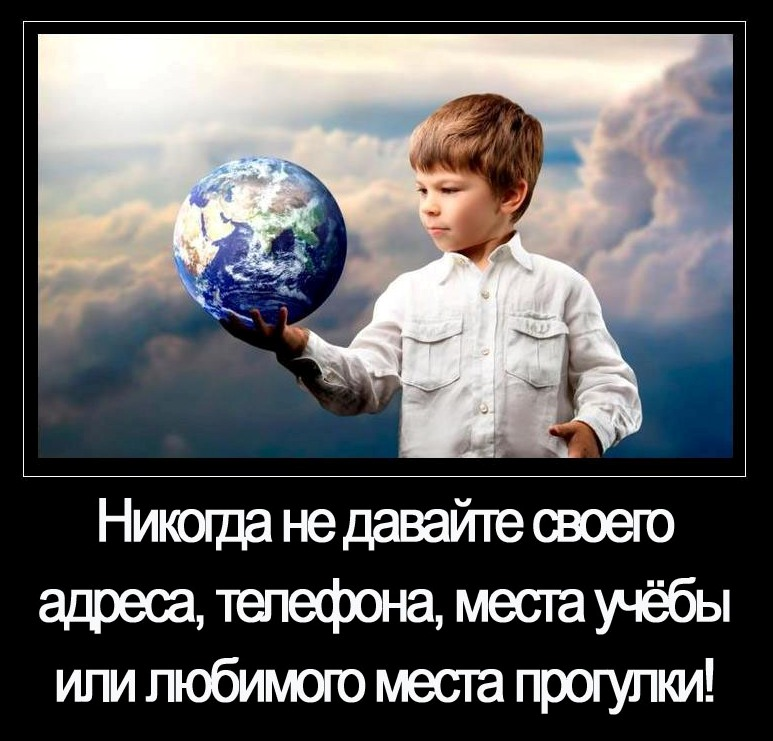 Никогда не давайте своего
адреса, телефона, места учёбы
или любимого места прогулки!